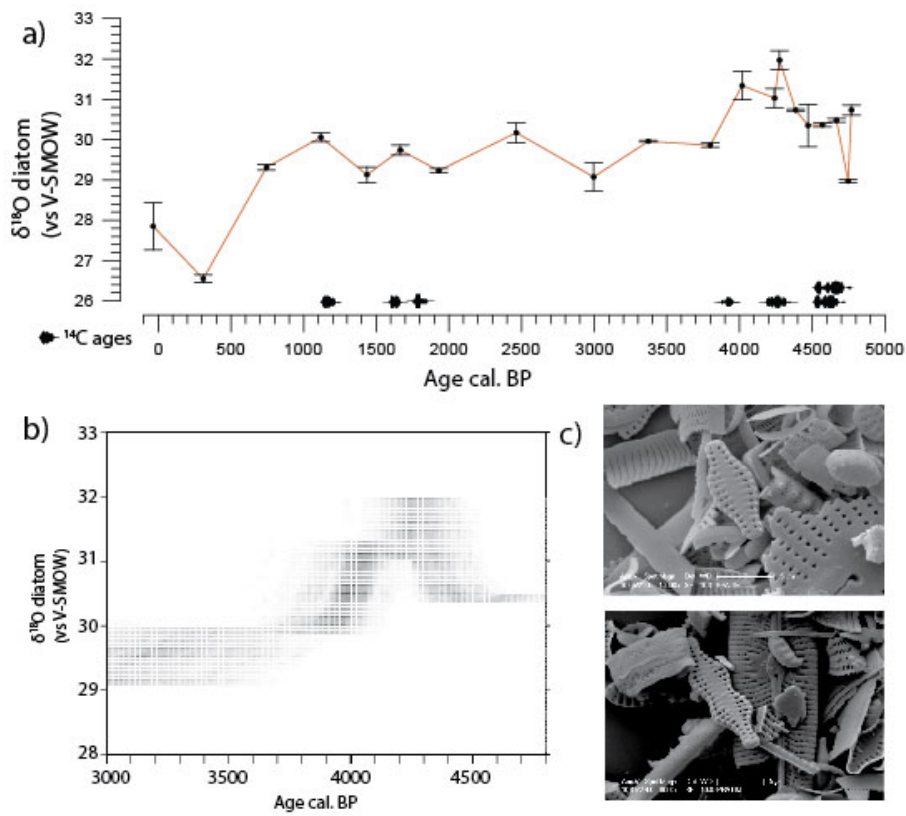 a)
33
32
31
30
29
28
27
26
δ¹⁸O diatom
(vs V-SMOW)
0 500 1000 1500 2000 2500 3000 3500 4000 4500 5000
¹⁴C ages
Age cal. BP
b)
33
32
31
30
29
28
δ¹⁸O diatom
(vs V-SMOW)
3000 3500 4000 4500
Age cal. BP
c)